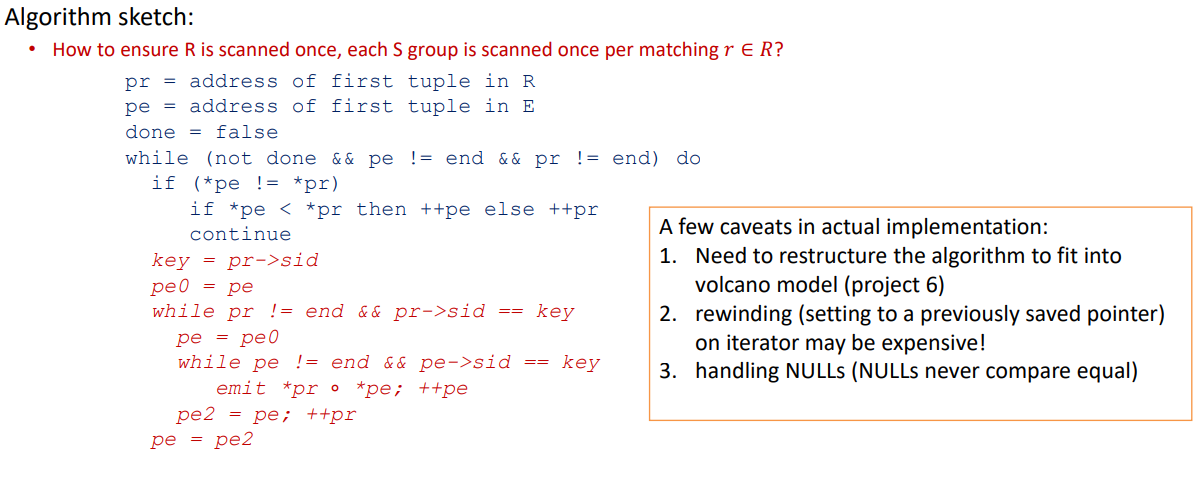 Algorithm sketch:
• How to ensure R is scanned once, each S group is scanned once per matching r ∈ R?
pr = address of first tuple in R
pe = address of first tuple in E
done = false
while (not done && pe != end && pr != end) do
if (*pe != *pr)
if *pe < *pr then ++pe else ++pr
continue
key = pr->sid
pe0 = pe
while pr != end && pr->sid == key
pe = pe0
while pe != end && pe->sid == key
emit *pr ∘ *pe; ++pe
pe2 = pe; ++pr
pe = pe2
A few caveats in actual implementation:
1. Need to restructure the algorithm to fit into
volcano model (project 6)
2. rewinding (setting to a previously saved pointer)
on iterator may be expensive!
3. handling NULLs (NULLs never compare equal)